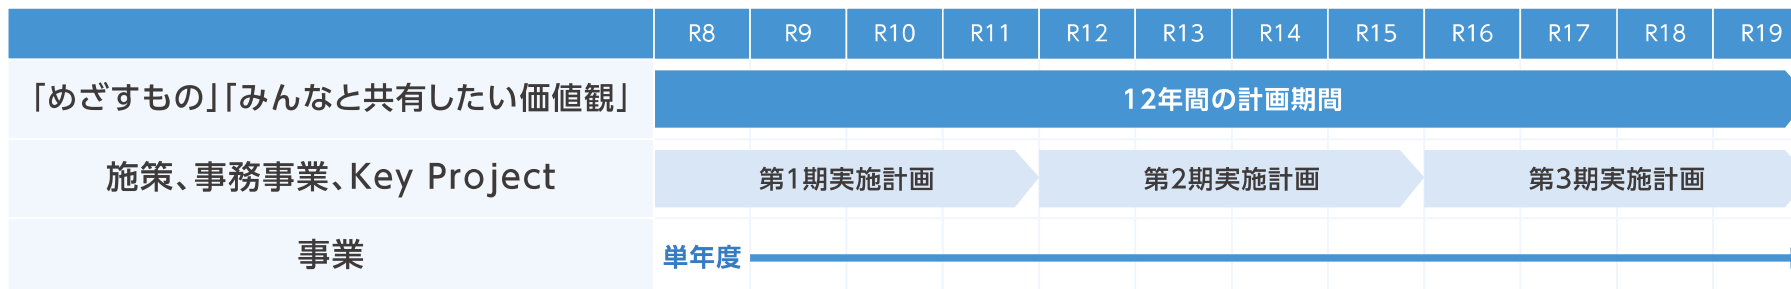 R8 R9 R10 R11 R12 R13 R14 R15 R16 R17 R18 R19
「めざすもの」「みんなと共有したい価値観」 12年間の計画期間
施策、事務事業、Key Project 第1期実施計画 第2期実施計画 第3期実施計画
事業 単年度